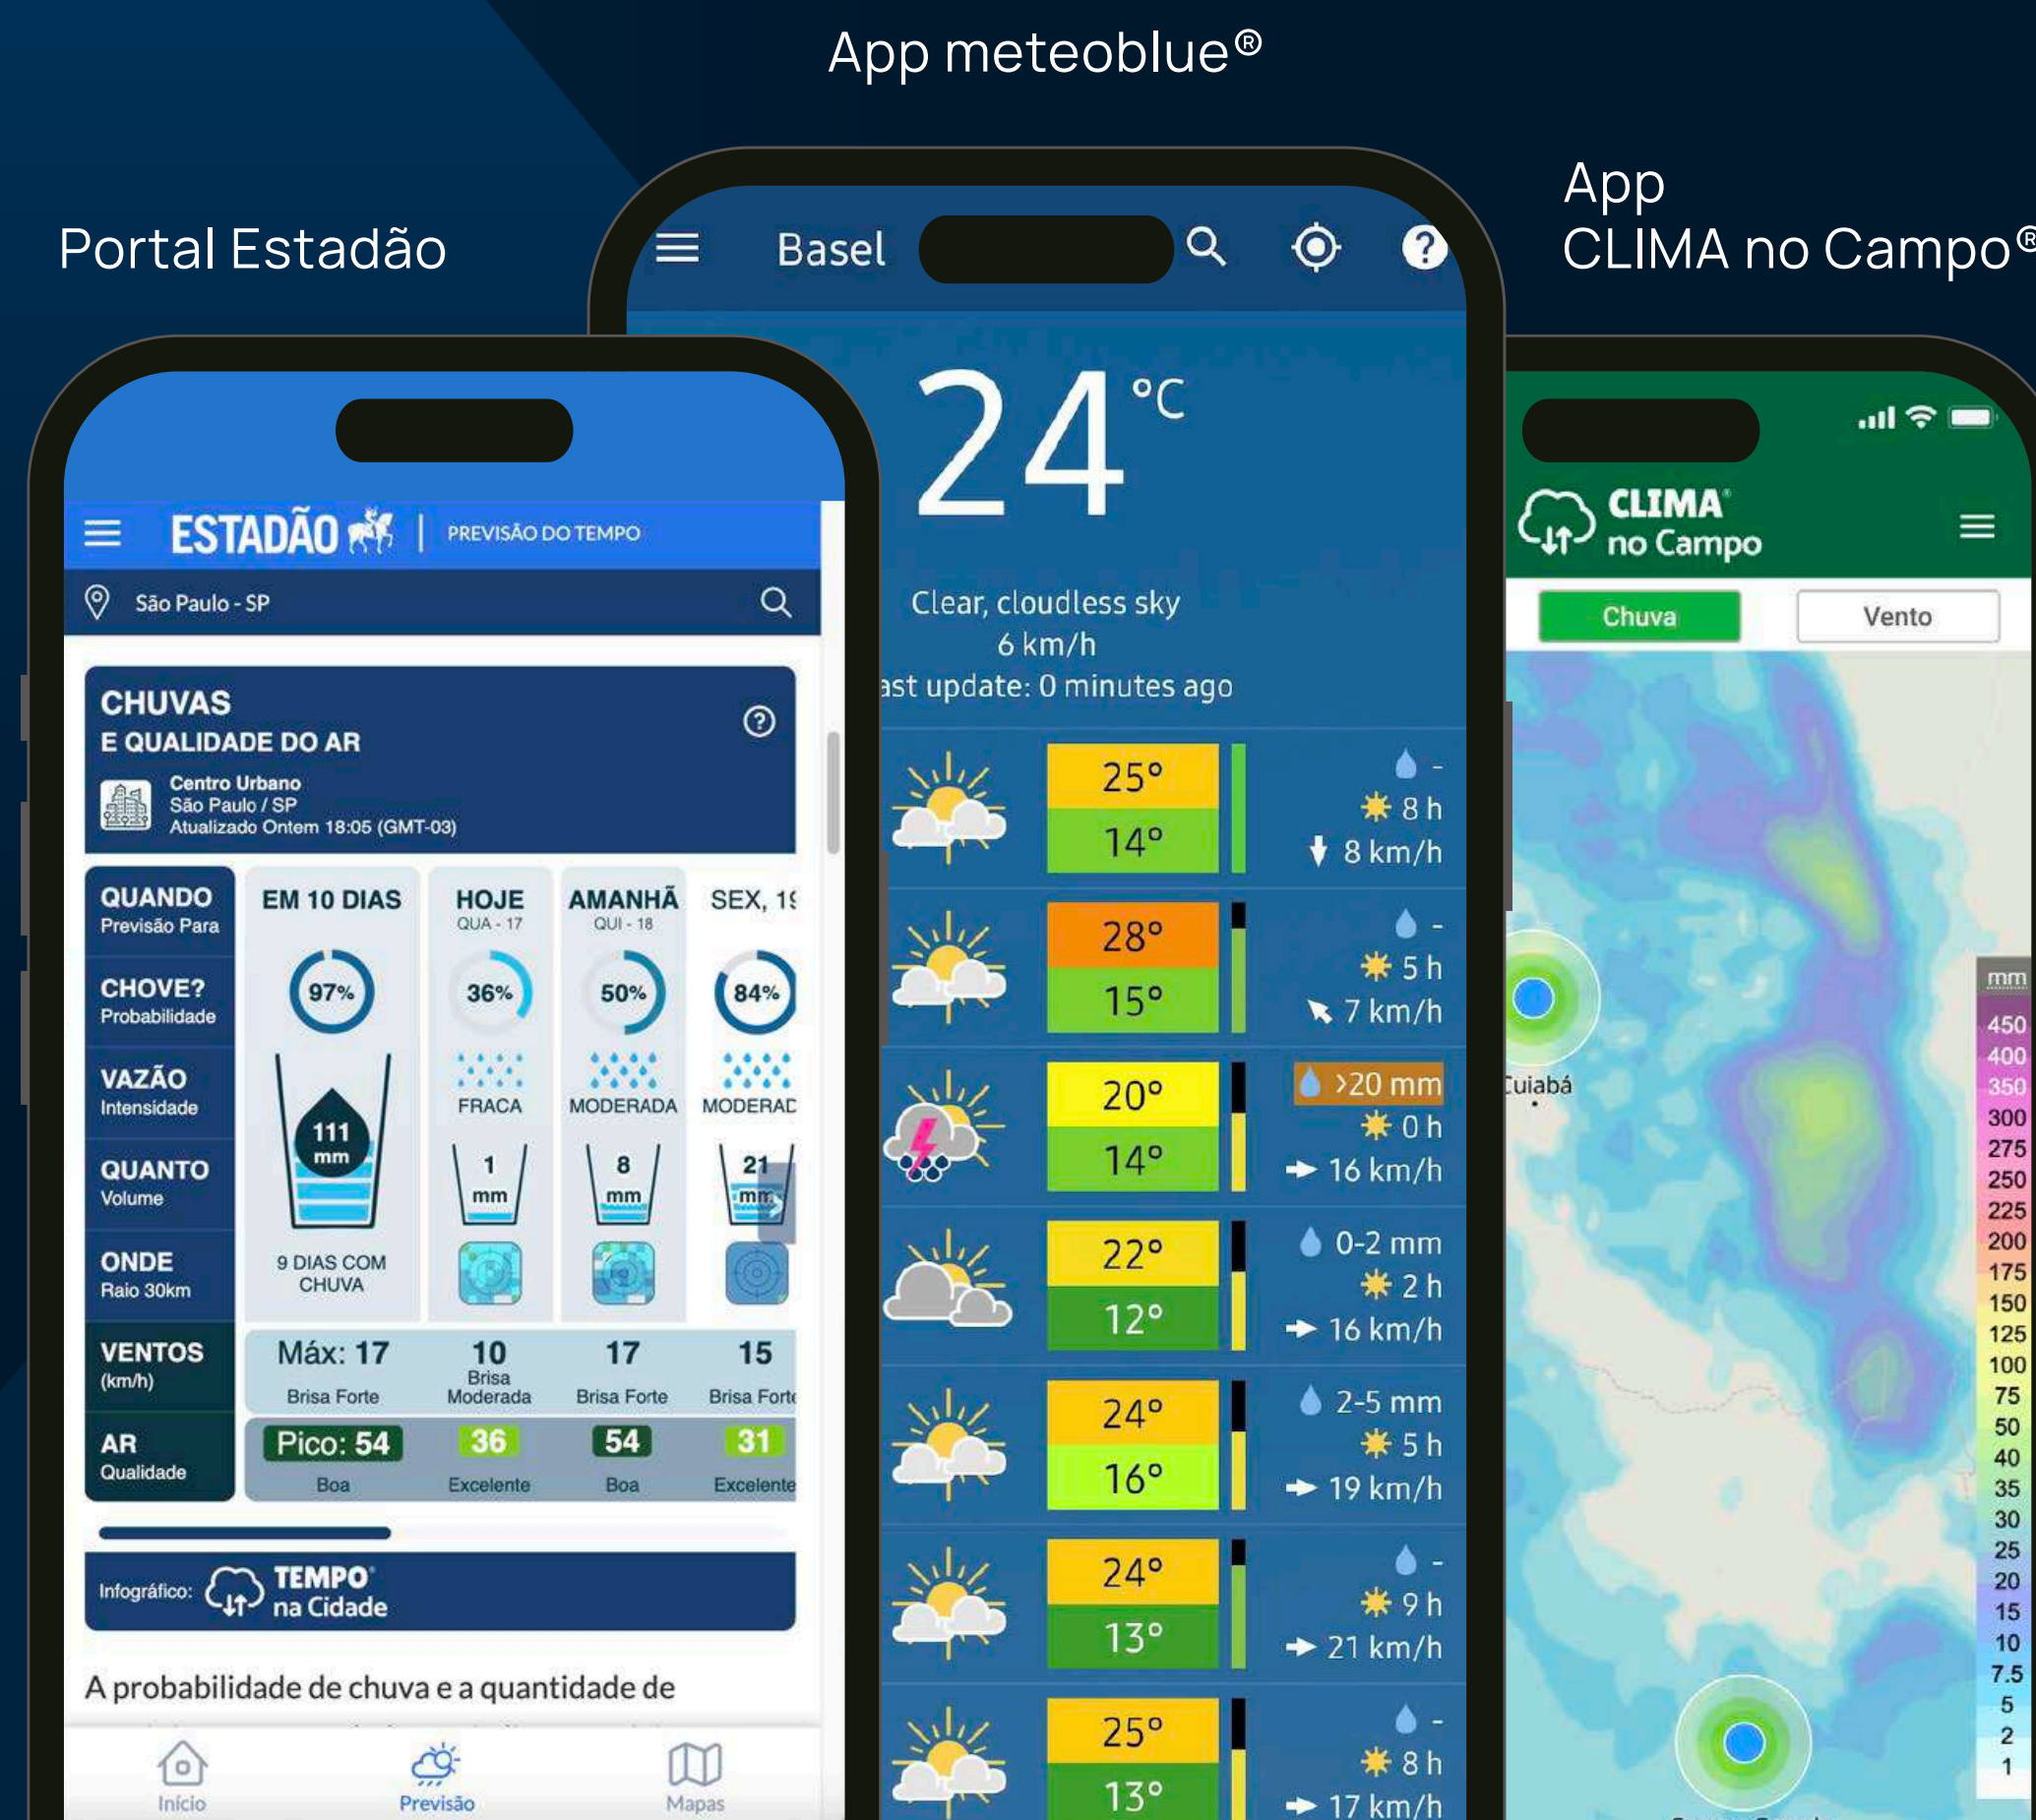 App meteoblue®
Portal Estadão
App
CLIMA no Campo®
ESTADÃO
PREVISÃO DO TEMPO
São Paulo - SP
CHUVAS
E QUALIDADE DO AR
Centro Urbano
São Paulo / SP
Atualizado Ontem 18:05 (GMT-03)
QUANDO
Previsão Para
EM 10 DIAS
HOJE
QUA - 17
AMANHÃ
QUI - 18
SEX, 19
CHOVE?
Probabilidade
97%
36%
50%
84%
VAZÃO
Intensidade
FRACA
MODERADA
MODERAD
QUANTO
Volume
111
mm
1
mm
8
mm
21
mm
ONDE
Raio 30km
9 DIAS COM
CHUVA
VENTOS
(km/h)
Máx: 17
Brisa Forte
10
Brisa
Moderada
17
Brisa Forte
15
Brisa Forte
AR
Qualidade
Pico: 54
Boa
36
Excelente
54
Boa
31
Excelente
Infográfico:
TEMPO®
na Cidade
A probabilidade de chuva e a quantidade de
Início
Previsão
Mapas
Basel
24 °C
Clear, cloudless sky
6 km/h
ast update: 0 minutes ago
25°
14°
-
8 h
8 km/h
28°
15°
-
5 h
7 km/h
20°
14°
>20 mm
0 h
16 km/h
22°
12°
0-2 mm
2 h
16 km/h
24°
16°
2-5 mm
5 h
19 km/h
24°
13°
-
9 h
21 km/h
25°
13°
-
8 h
17 km/h
CLIMA®
no Campo
Chuva
Vento
Cuiabá
mm
450
400
350
300
275
250
225
200
175
150
125
100
75
50
40
35
30
25
20
15
10
7.5
5
2
1